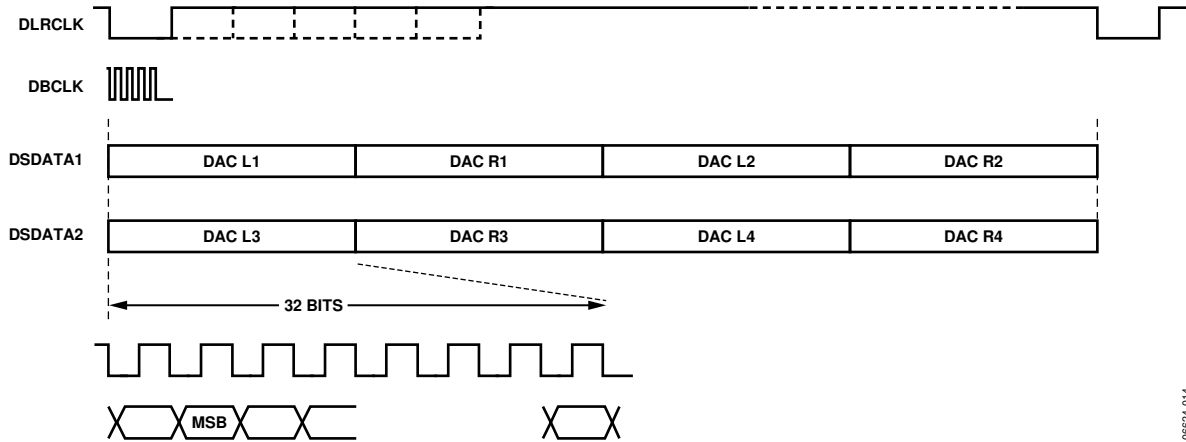 DLRCLK
DBCLK
DSDATA1 DAC L1 DAC R1 DAC L2 DAC R2
DSDATA2 DAC L3 DAC R3 DAC L4 DAC R4
32 BITS
MSB